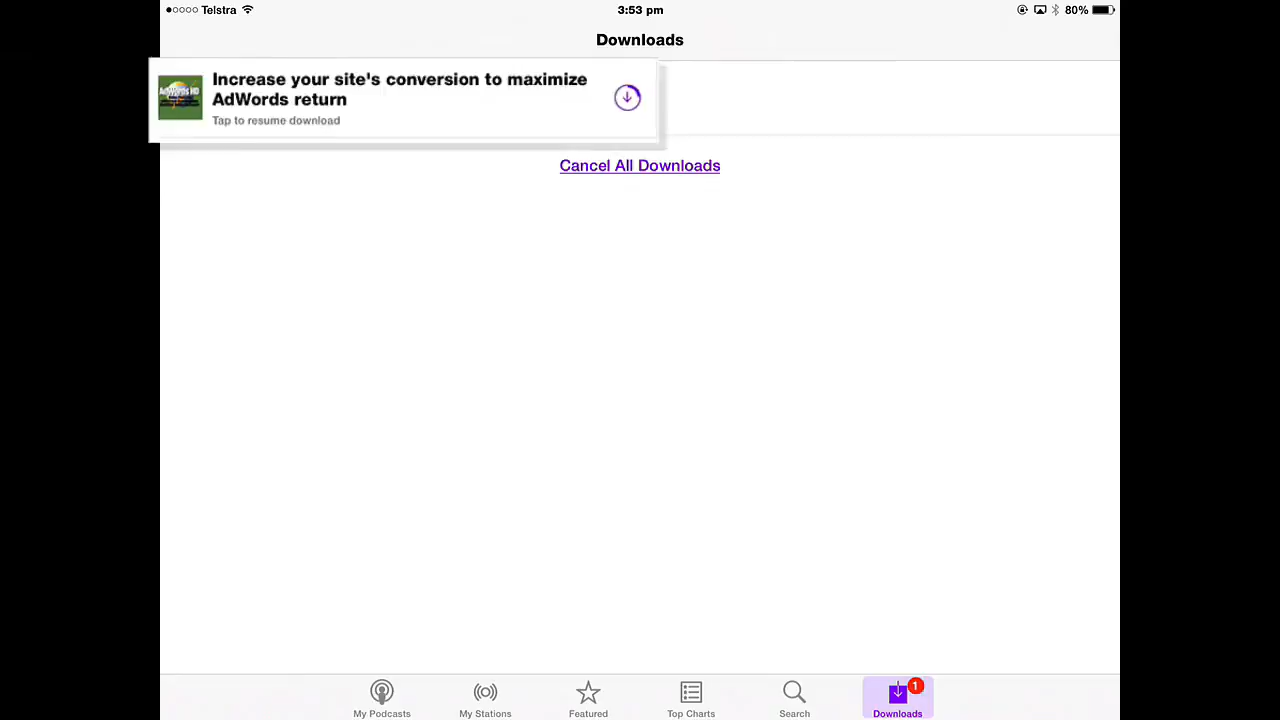 Telstra 3:53 pm 80%
Downloads
Increase your site's conversion to maximize
AdWords return
Tap to resume download
Cancel All Downloads
1
My Podcasts My Stations Featured Top Charts Search Downloads